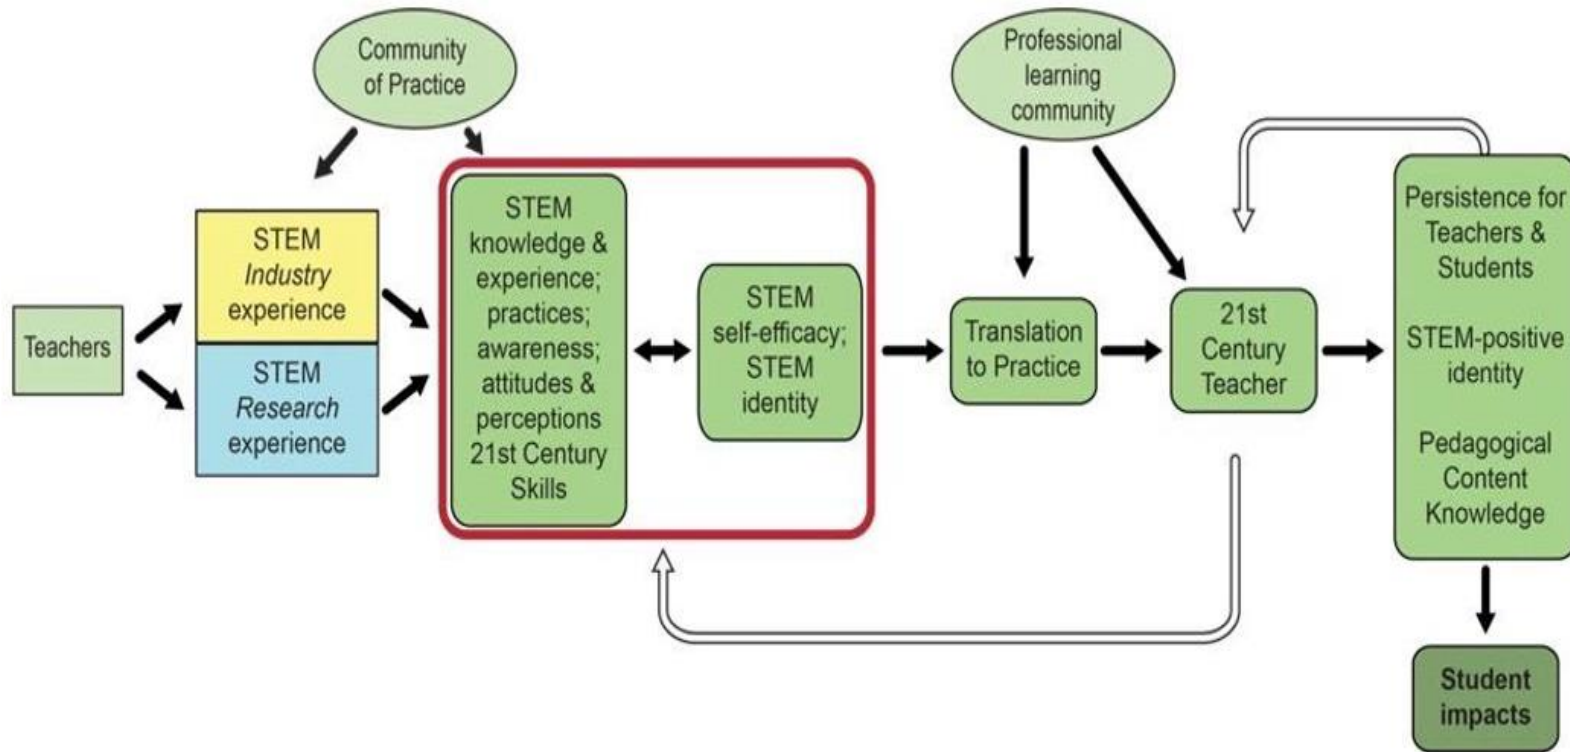 Community
of Practice
Professional
learning
community
Teachers
STEM
Industry
experience
STEM
Research
experience
STEM
knowledge &
experience;
practices;
awareness;
attitudes &
perceptions
21st Century
Skills
STEM
self-efficacy;
STEM
identity
Translation
to Practice
21st
Century
Teacher
Persistence for
Teachers &
Students
STEM-positive
identity
Pedagogical
Content
Knowledge
Student
impacts